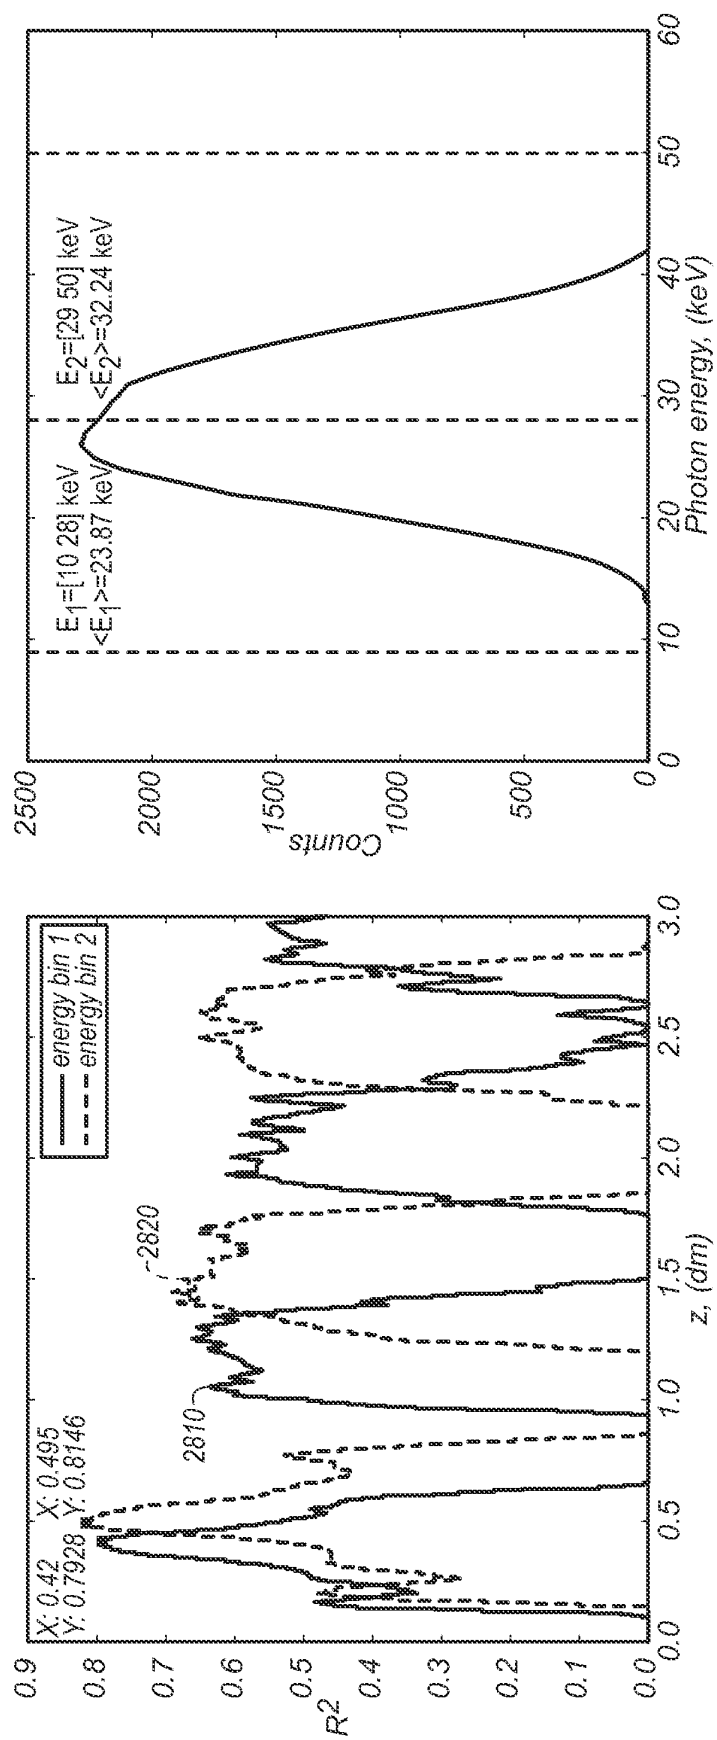 X: 0.42
Y: 0.7928
X: 0.495
Y: 0.8146
energy bin 1
energy bin 2
2810
2820
R2
0.9
0.8
0.7
0.6
0.5
0.4
0.3
0.2
0.1
0.0
0.0
0.5
1.0
1.5
2.0
2.5
3.0
z, (dm)
E1=[10 28] keV
<E1>=23.87 keV
E2=[29 50] keV
<E2>=32.24 keV
Counts
2500
2000
1500
1000
500
0
0
10
20
30
40
50
60
Photon energy, (keV)